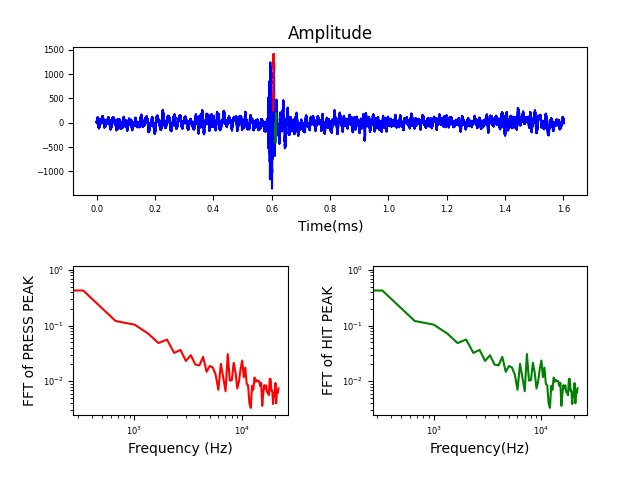 Amplitude
1500
1000
500
0
−500
−1000
0.0 0.2 0.4 0.6 0.8 1.0 1.2 1.4 1.6
Time(ms)
FFT of PRESS PEAK
10⁰
10⁻¹
10⁻²
10³ 10⁴
Frequency (Hz)
FFT of HIT PEAK
10⁰
10⁻¹
10⁻²
10³ 10⁴
Frequency(Hz)